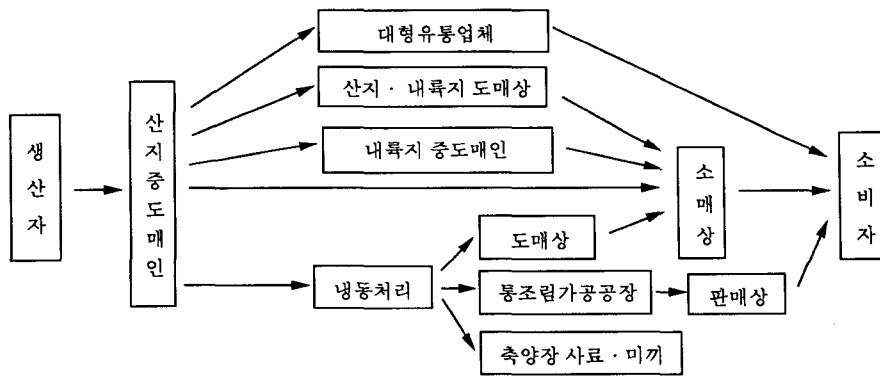 대형유통업체
산지 · 내륙지 도매상
내륙지 중도매인
생산자
산지중도매인
소매상
소비자
도매상
냉동처리
통조림가공공장
판매상
축양장 사료 · 미끼